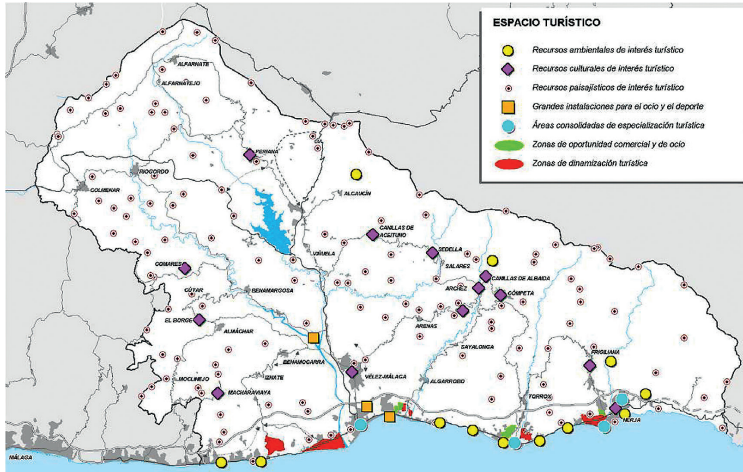 ESPACIO TURÍSTICO
Recursos ambientales de interés turístico
Recursos culturales de interés turístico
Recursos paisajísticos de interés turístico
Grandes instalaciones para el ocio y el deporte
Áreas consolidadas de especialización turística
Zonas de oportunidad comercial y de ocio
Zonas de dinamización turística
ALFARNATE
ALFARNATEJO
PERIANA
RIOGORDO
COLMENAR
ALCAUCÍN
CANILLAS DE
ACEITUNO
SEDELLA
VIÑUELA
SALARES
COMARES
CANILLAS DE ALBAIDA
CÚTAR
BENAMARGOSA
ARCHEZ
CÓMPETA
EL BORGE
ALMÁCHAR
ARENAS
SAYALONGA
BENAMOCARRA
FRIGILIANA
MOCLINEJO
IZNATE
VÉLEZ-MÁLAGA
ALGARROBO
MACHARAVIAYA
TORROX
NERJA
MÁLAGA